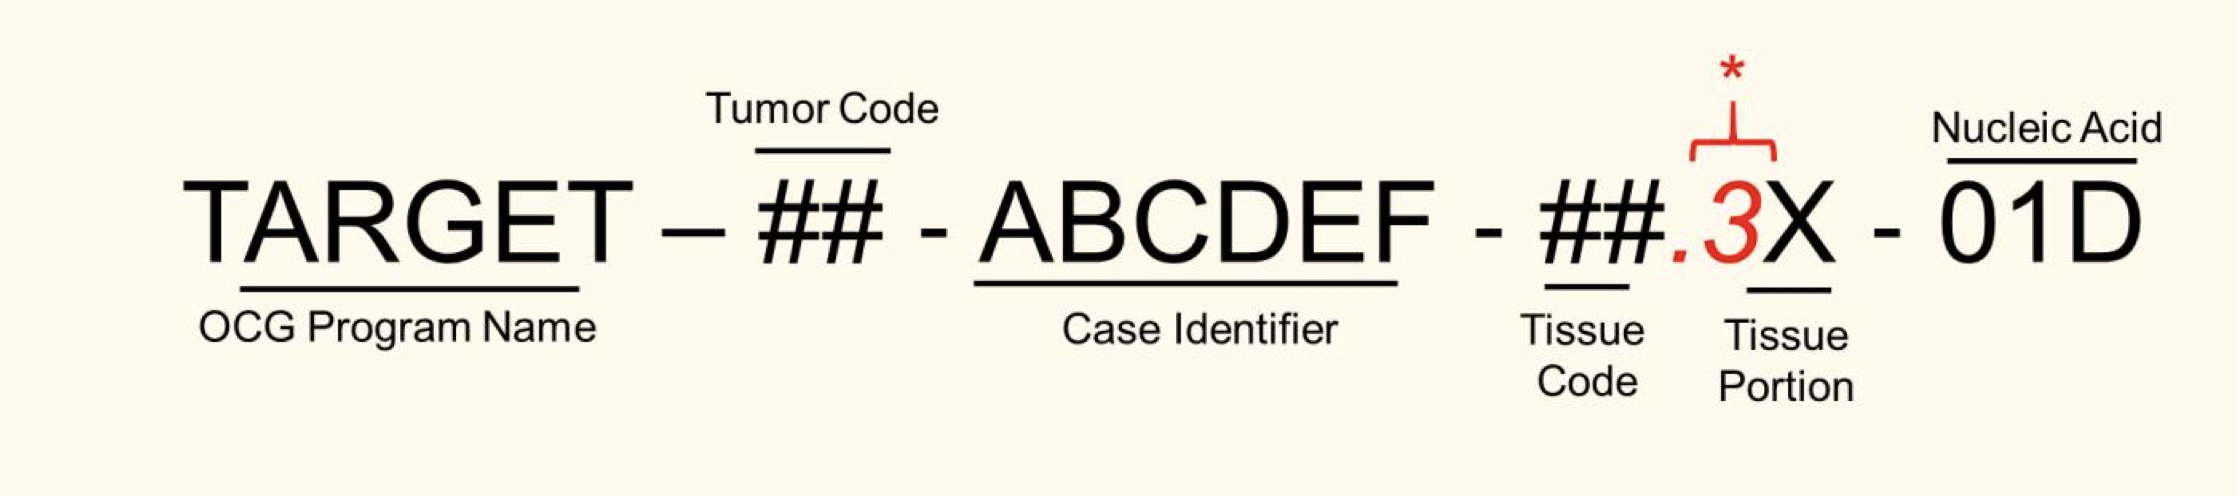 *
Tumor Code
Nucleic Acid
TARGET – ## - ABCDEF - ##.3X - 01D
OCG Program Name
Case Identifier
Tissue
Code
Tissue
Portion